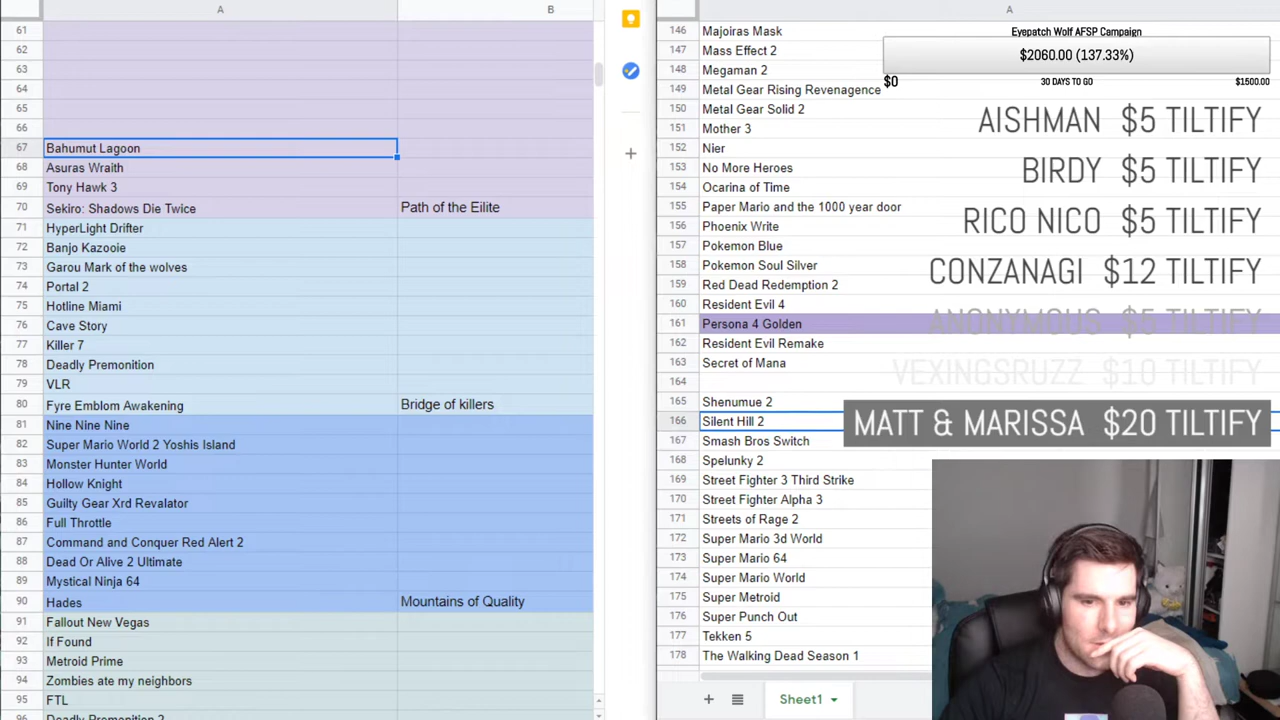 A
B
61
62
63
64
65
66
67 Bahumut Lagoon
68 Asuras Wraith
69 Tony Hawk 3
70 Sekiro: Shadows Die Twice Path of the Eilite
71 HyperLight Drifter
72 Banjo Kazooie
73 Garou Mark of the wolves
74 Portal 2
75 Hotline Miami
76 Cave Story
77 Killer 7
78 Deadly Premonition
79 VLR
80 Fyre Emblom Awakening Bridge of killers
81 Nine Nine Nine
82 Super Mario World 2 Yoshis Island
83 Monster Hunter World
84 Hollow Knight
85 Guilty Gear Xrd Revalator
86 Full Throttle
87 Command and Conquer Red Alert 2
88 Dead Or Alive 2 Ultimate
89 Mystical Ninja 64
90 Hades Mountains of Quality
91 Fallout New Vegas
92 If Found
93 Metroid Prime
94 Zombies ate my neighbors
95 FTL
96 Deadly Premonition 2
A
146 Majoiras Mask
147 Mass Effect 2
148 Megaman 2
149 Metal Gear Rising Revenagence
150 Metal Gear Solid 2
151 Mother 3
152 Nier
153 No More Heroes
154 Ocarina of Time
155 Paper Mario and the 1000 year door
156 Phoenix Write
157 Pokemon Blue
158 Pokemon Soul Silver
159 Red Dead Redemption 2
160 Resident Evil 4
161 Persona 4 Golden
162 Resident Evil Remake
163 Secret of Mana
164
165 Shenumue 2
166 Silent Hill 2
167 Smash Bros Switch
168 Spelunky 2
169 Street Fighter 3 Third Strike
170 Street Fighter Alpha 3
171 Streets of Rage 2
172 Super Mario 3d World
173 Super Mario 64
174 Super Mario World
175 Super Metroid
176 Super Punch Out
177 Tekken 5
178 The Walking Dead Season 1
Sheet1
Eyepatch Wolf AFSP Campaign
$2060.00 (137.33%)
$0 30 DAYS TO GO $1500.00
AISHMAN $5 TILTIFY
BIRDY $5 TILTIFY
RICO NICO $5 TILTIFY
CONZANAGI $12 TILTIFY
ANONYMOUS $5 TILTIFY
VEXINGSRUZZ $10 TILTIFY
MATT & MARISSA $20 TILTIFY